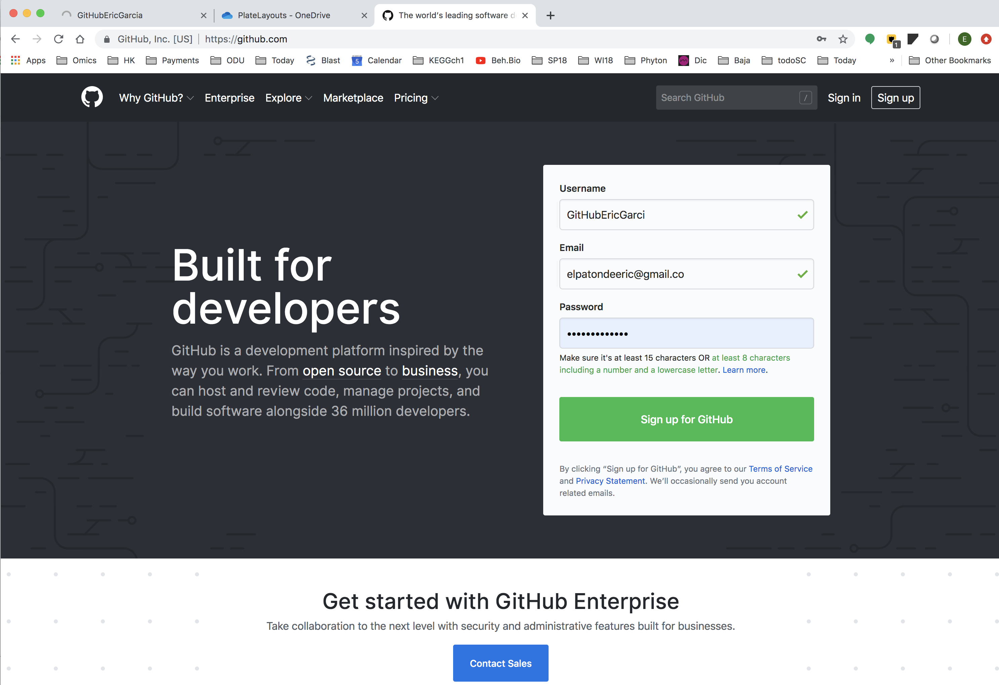 GitHubEricGarcia
PlateLayouts - OneDrive
The world's leading software d
GitHub, Inc. [US] | https://github.com
1
E
Apps Omics HK Payments ODU Today Blast 5 Calendar KEGGch1 Beh.Bio SP18 WI18 Phyton Dic Baja todoSC Today » Other Bookmarks
Why GitHub? Enterprise Explore Marketplace Pricing Search GitHub / Sign in Sign up
Built for
developers
GitHub is a development platform inspired by the
way you work. From open source to business, you
can host and review code, manage projects, and
build software alongside 36 million developers.
Username
GitHubEricGarci
Email
elpatondeeric@gmail.co
Password
•••••••••••••
Make sure it's at least 15 characters OR at least 8 characters
including a number and a lowercase letter. Learn more.
Sign up for GitHub
By clicking “Sign up for GitHub”, you agree to our Terms of Service
and Privacy Statement. We’ll occasionally send you account
related emails.
Get started with GitHub Enterprise
Take collaboration to the next level with security and administrative features built for businesses.
Contact Sales